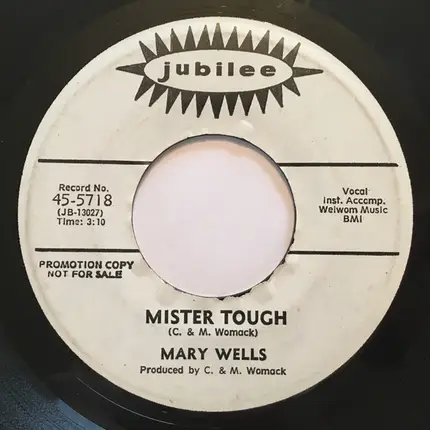 jubilee
Record No.
45-5718
(JB-13027)
Time: 3:10
Vocal
Inst. Accomp.
Welwom Music
BMI
PROMOTION COPY
NOT FOR SALE
MISTER TOUGH
(C. & M. Womack)
MARY WELLS
Produced by C. & M. Womack